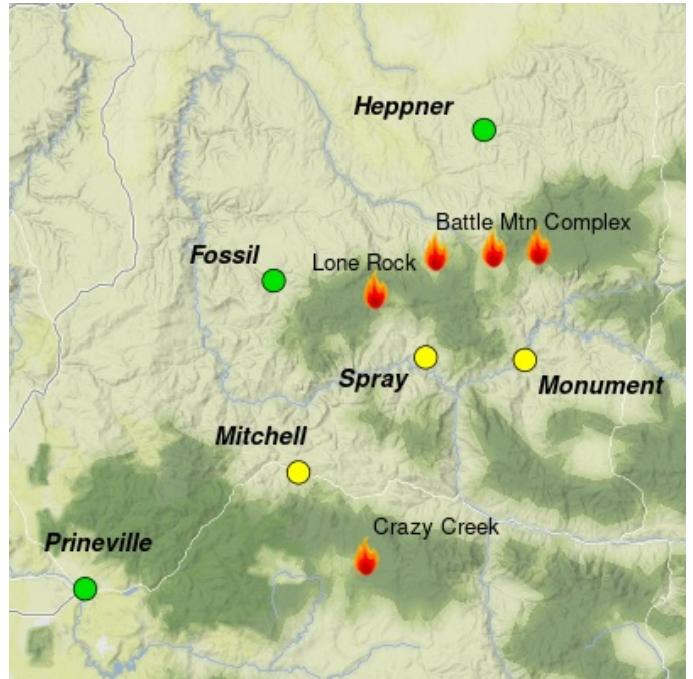 Heppner
Battle Mtn Complex
Fossil
Lone Rock
Spray
Monument
Mitchell
Crazy Creek
Prineville